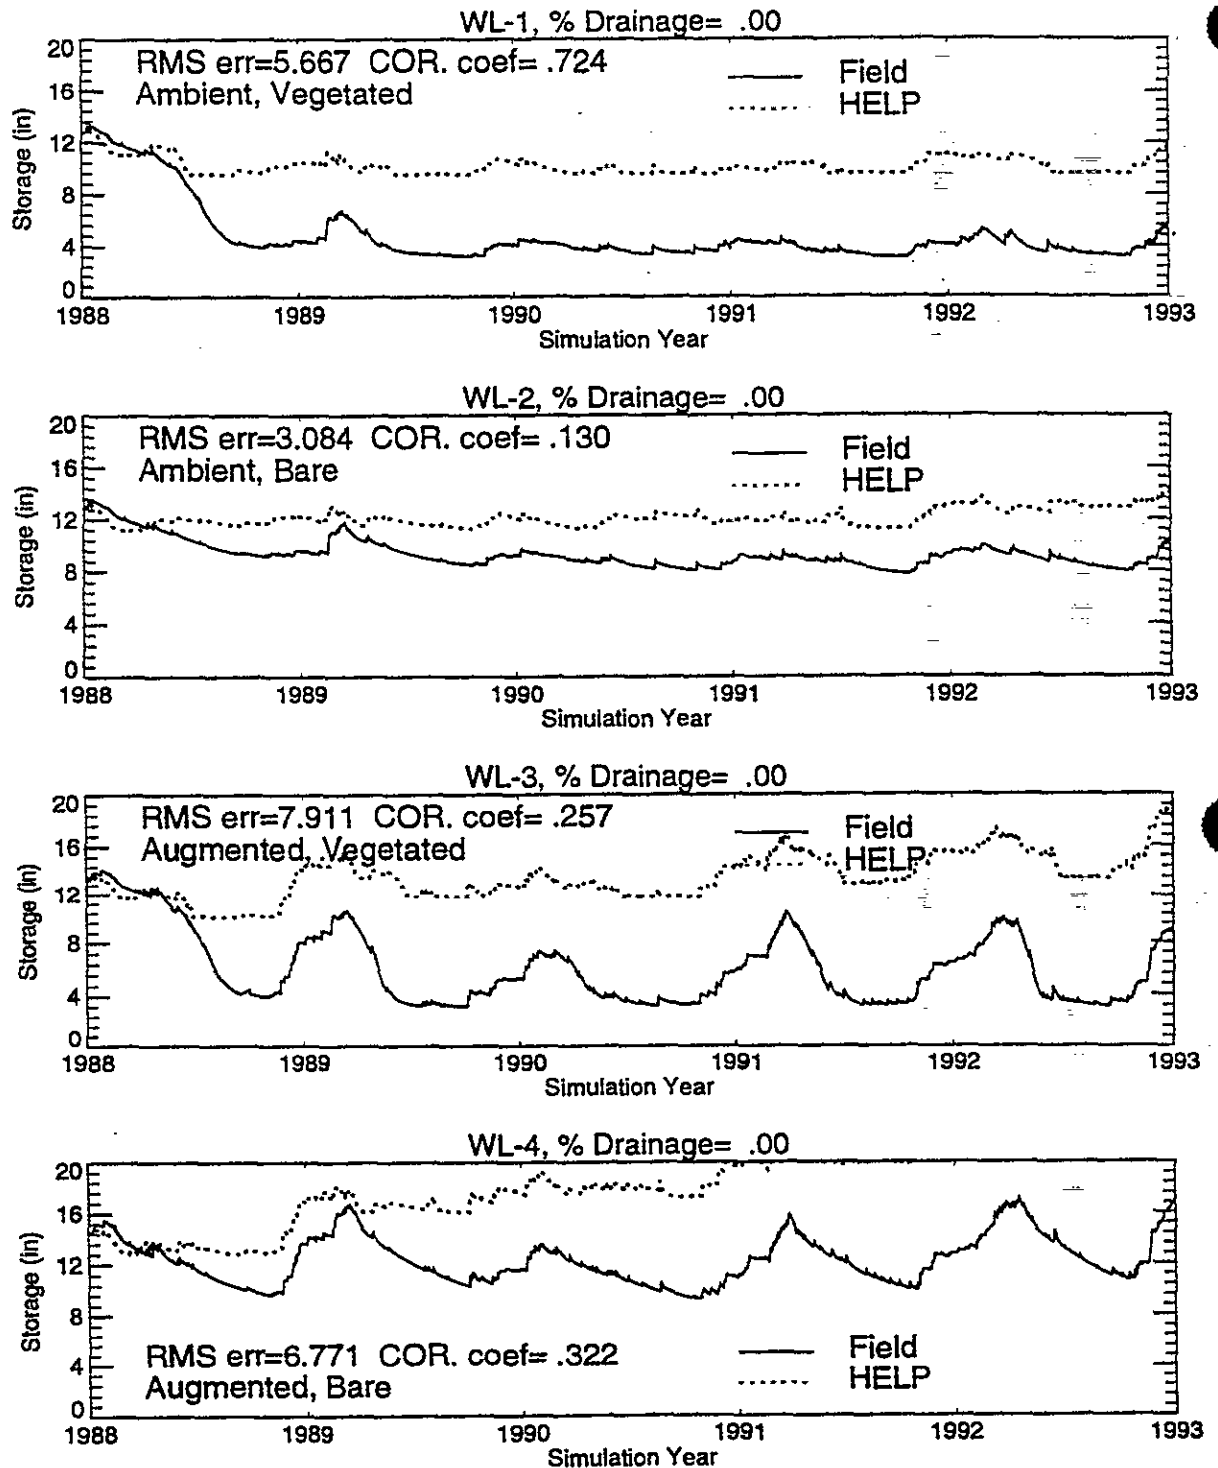 WL-1, % Drainage= .00
RMS err=5.667 COR. coef= .724
Ambient, Vegetated
Field
HELP
Storage (in)
20
16
12
8
4
0
1988 1989 1990 1991 1992 1993
Simulation Year
WL-2, % Drainage= .00
RMS err=3.084 COR. coef= .130
Ambient, Bare
Field
HELP
Storage (in)
20
16
12
8
4
0
1988 1989 1990 1991 1992 1993
Simulation Year
WL-3, % Drainage= .00
RMS err=7.911 COR. coef= .257
Augmented, Vegetated
Field
HELP
Storage (in)
20
16
12
8
4
0
1988 1989 1990 1991 1992 1993
Simulation Year
WL-4, % Drainage= .00
Storage (in)
20
16
12
8
4
0
RMS err=6.771 COR. coef= .322
Augmented, Bare
Field
HELP
1988 1989 1990 1991 1992 1993
Simulation Year